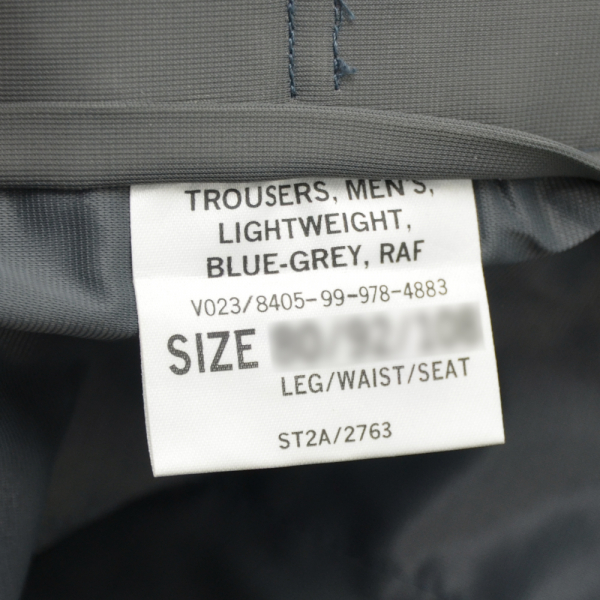 TROUSERS, MEN'S,
LIGHTWEIGHT,
BLUE-GREY, RAF
V023/8405-99-978-4883
SIZE
LEG/WAIST/SEAT
ST2A/2763